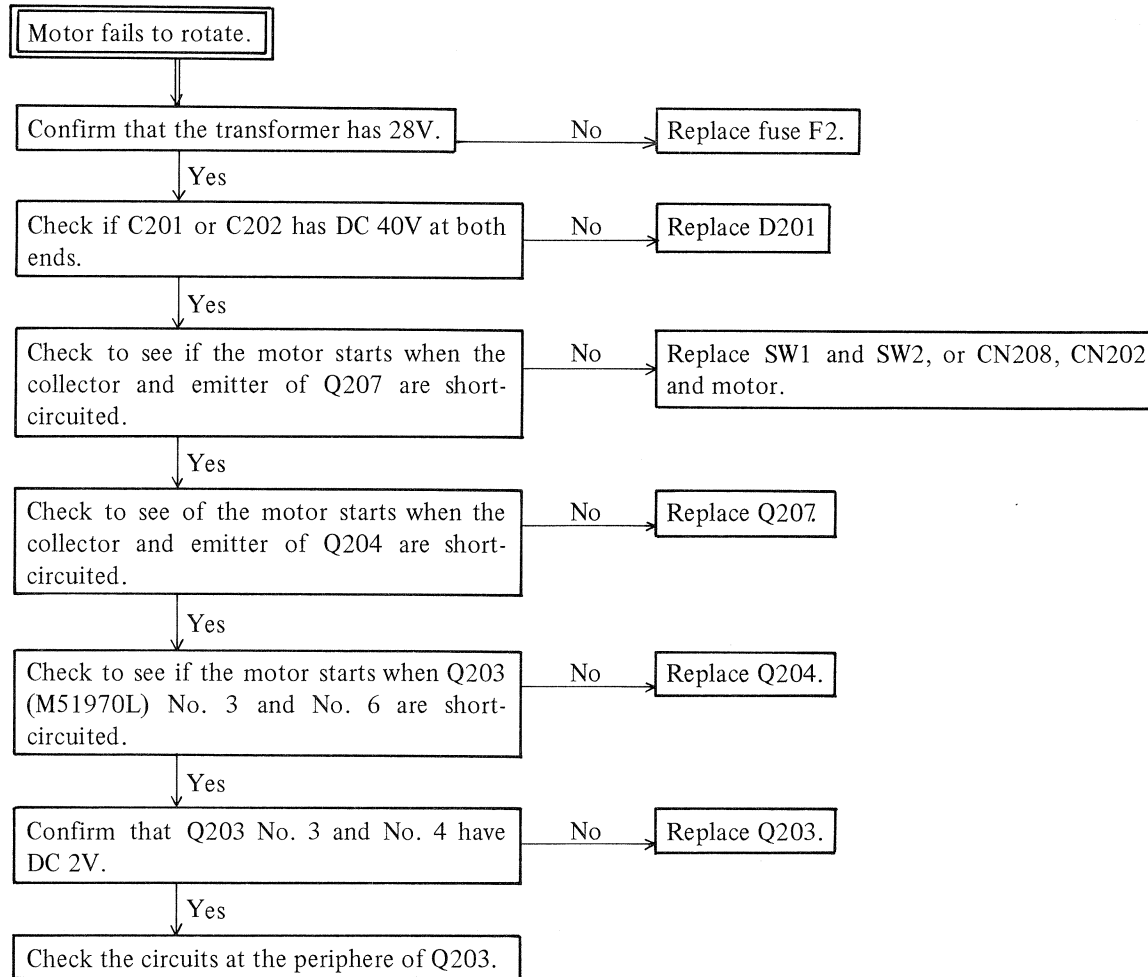 Motor fails to rotate.
Confirm that the transformer has 28V.
No
Replace fuse F2.
Yes
Check if C201 or C202 has DC 40V at both
ends.
No
Replace D201
Yes
Check to see if the motor starts when the
collector and emitter of Q207 are short-
circuited.
No
Replace SW1 and SW2, or CN208, CN202
and motor.
Yes
Check to see of the motor starts when the
collector and emitter of Q204 are short-
circuited.
No
Replace Q207.
Yes
Check to see if the motor starts when Q203
(M51970L) No. 3 and No. 6 are short-
circuited.
No
Replace Q204.
Yes
Confirm that Q203 No. 3 and No. 4 have
DC 2V.
No
Replace Q203.
Yes
Check the circuits at the periphere of Q203.